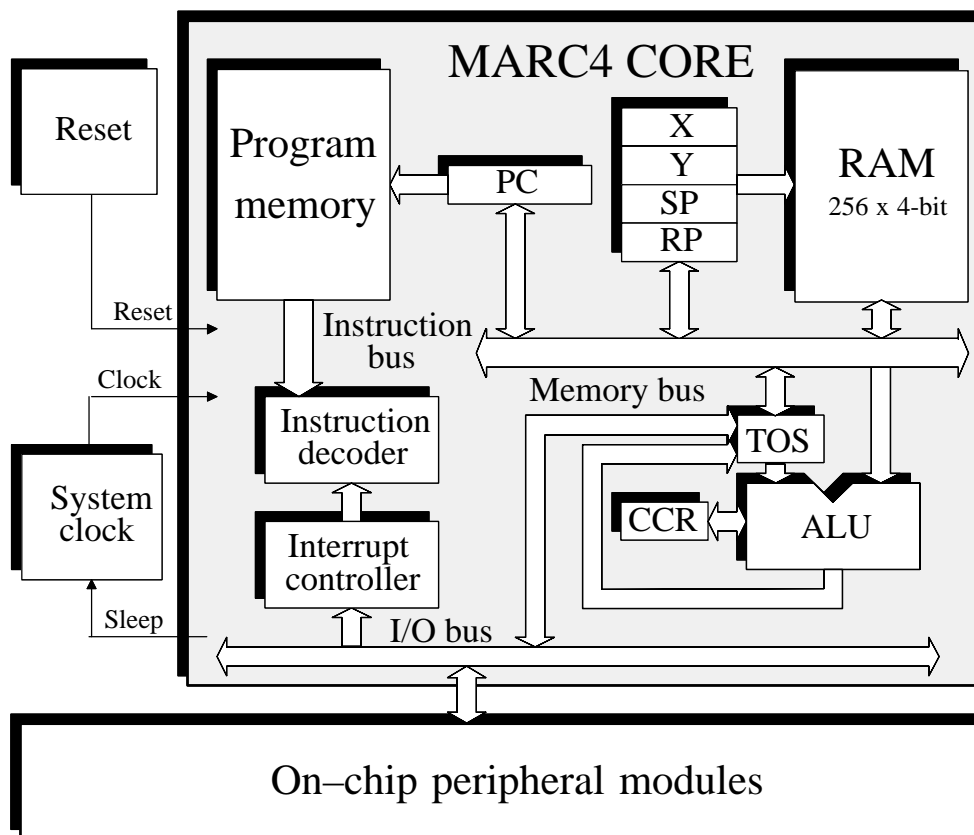 MARC4 CORE
Reset
Program
memory
PC
X
Y
SP
RP
RAM
256 x 4-bit
Reset
Instruction
bus
Clock
Memory bus
Instruction
decoder
TOS
System
clock
CCR
ALU
Interrupt
controller
Sleep
I/O bus
On–chip peripheral modules